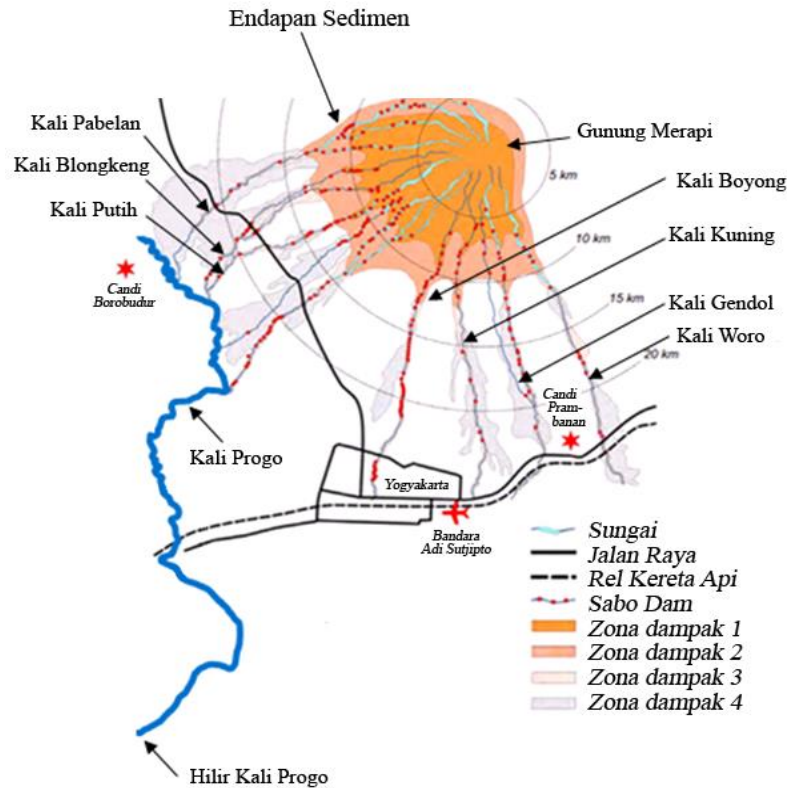 Endapan Sedimen
Kali Pabelan
Gunung Merapi
Kali Blongkeng
5 km
Kali Boyong
Kali Putih
10 km
Kali Kuning
Candi
Borobudur
15 km
Kali Gendol
Kali Woro
20 km
Candi
Pram-
banan
Kali Progo
Yogyakarta
Bandara
Adi Sutjipto
Sungai
Jalan Raya
Rel Kereta Api
Sabo Dam
Zona dampak 1
Zona dampak 2
Zona dampak 3
Zona dampak 4
Hilir Kali Progo